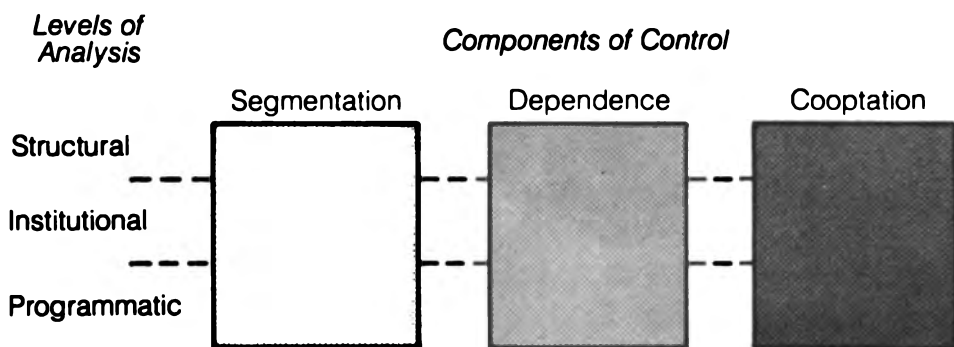 Levels of
Analysis
Components of Control
Segmentation
Dependence
Cooptation
Structural
Institutional
Programmatic